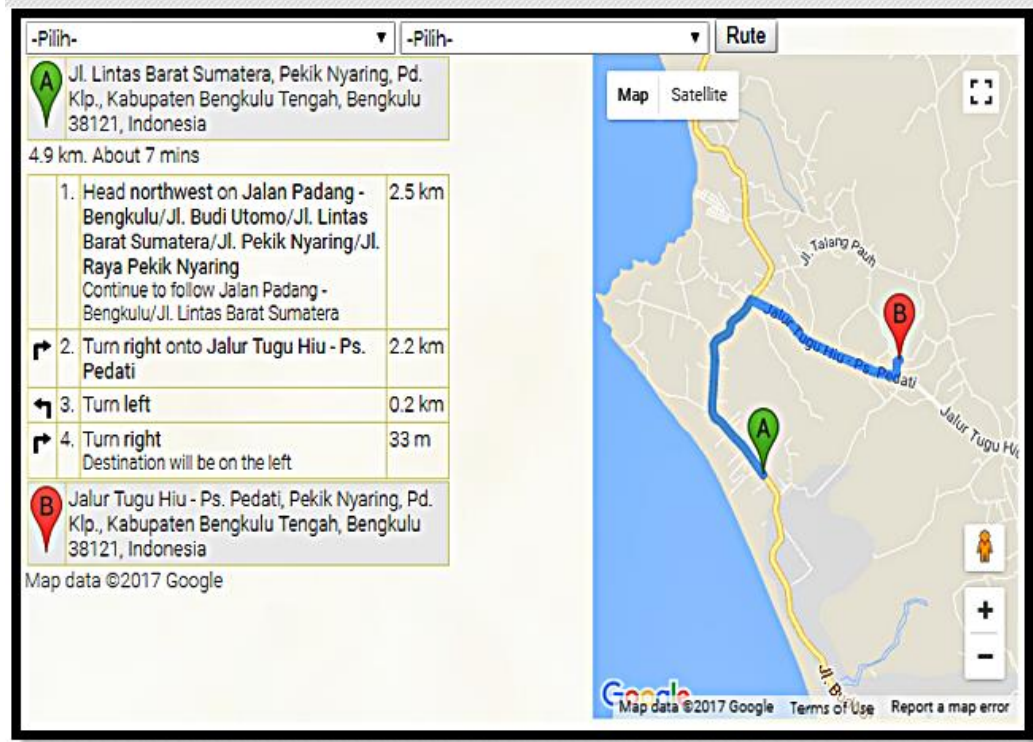 -Pilih- ▼ -Pilih- ▼ Rute
A
Jl. Lintas Barat Sumatera, Pekik Nyaring, Pd.
Klp., Kabupaten Bengkulu Tengah, Bengkulu
38121, Indonesia
4.9 km. About 7 mins
1. Head northwest on Jalan Padang - 2.5 km
Bengkulu/Jl. Budi Utomo/Jl. Lintas
Barat Sumatera/Jl. Pekik Nyaring/Jl.
Raya Pekik Nyaring
Continue to follow Jalan Padang -
Bengkulu/Jl. Lintas Barat Sumatera
2. Turn right onto Jalur Tugu Hiu - Ps. 2.2 km
Pedati
3. Turn left 0.2 km
4. Turn right 33 m
Destination will be on the left
B
Jalur Tugu Hiu - Ps. Pedati, Pekik Nyaring, Pd.
Klp., Kabupaten Bengkulu Tengah, Bengkulu
38121, Indonesia
Map data ©2017 Google
Map Satellite
Jl. Talang Pauh
B
Jalur Tugu Hiu - Ps. Pedati
Jalur Tugu Hiu
A
+
−
Google
Map data ©2017 Google Terms of Use Report a map error